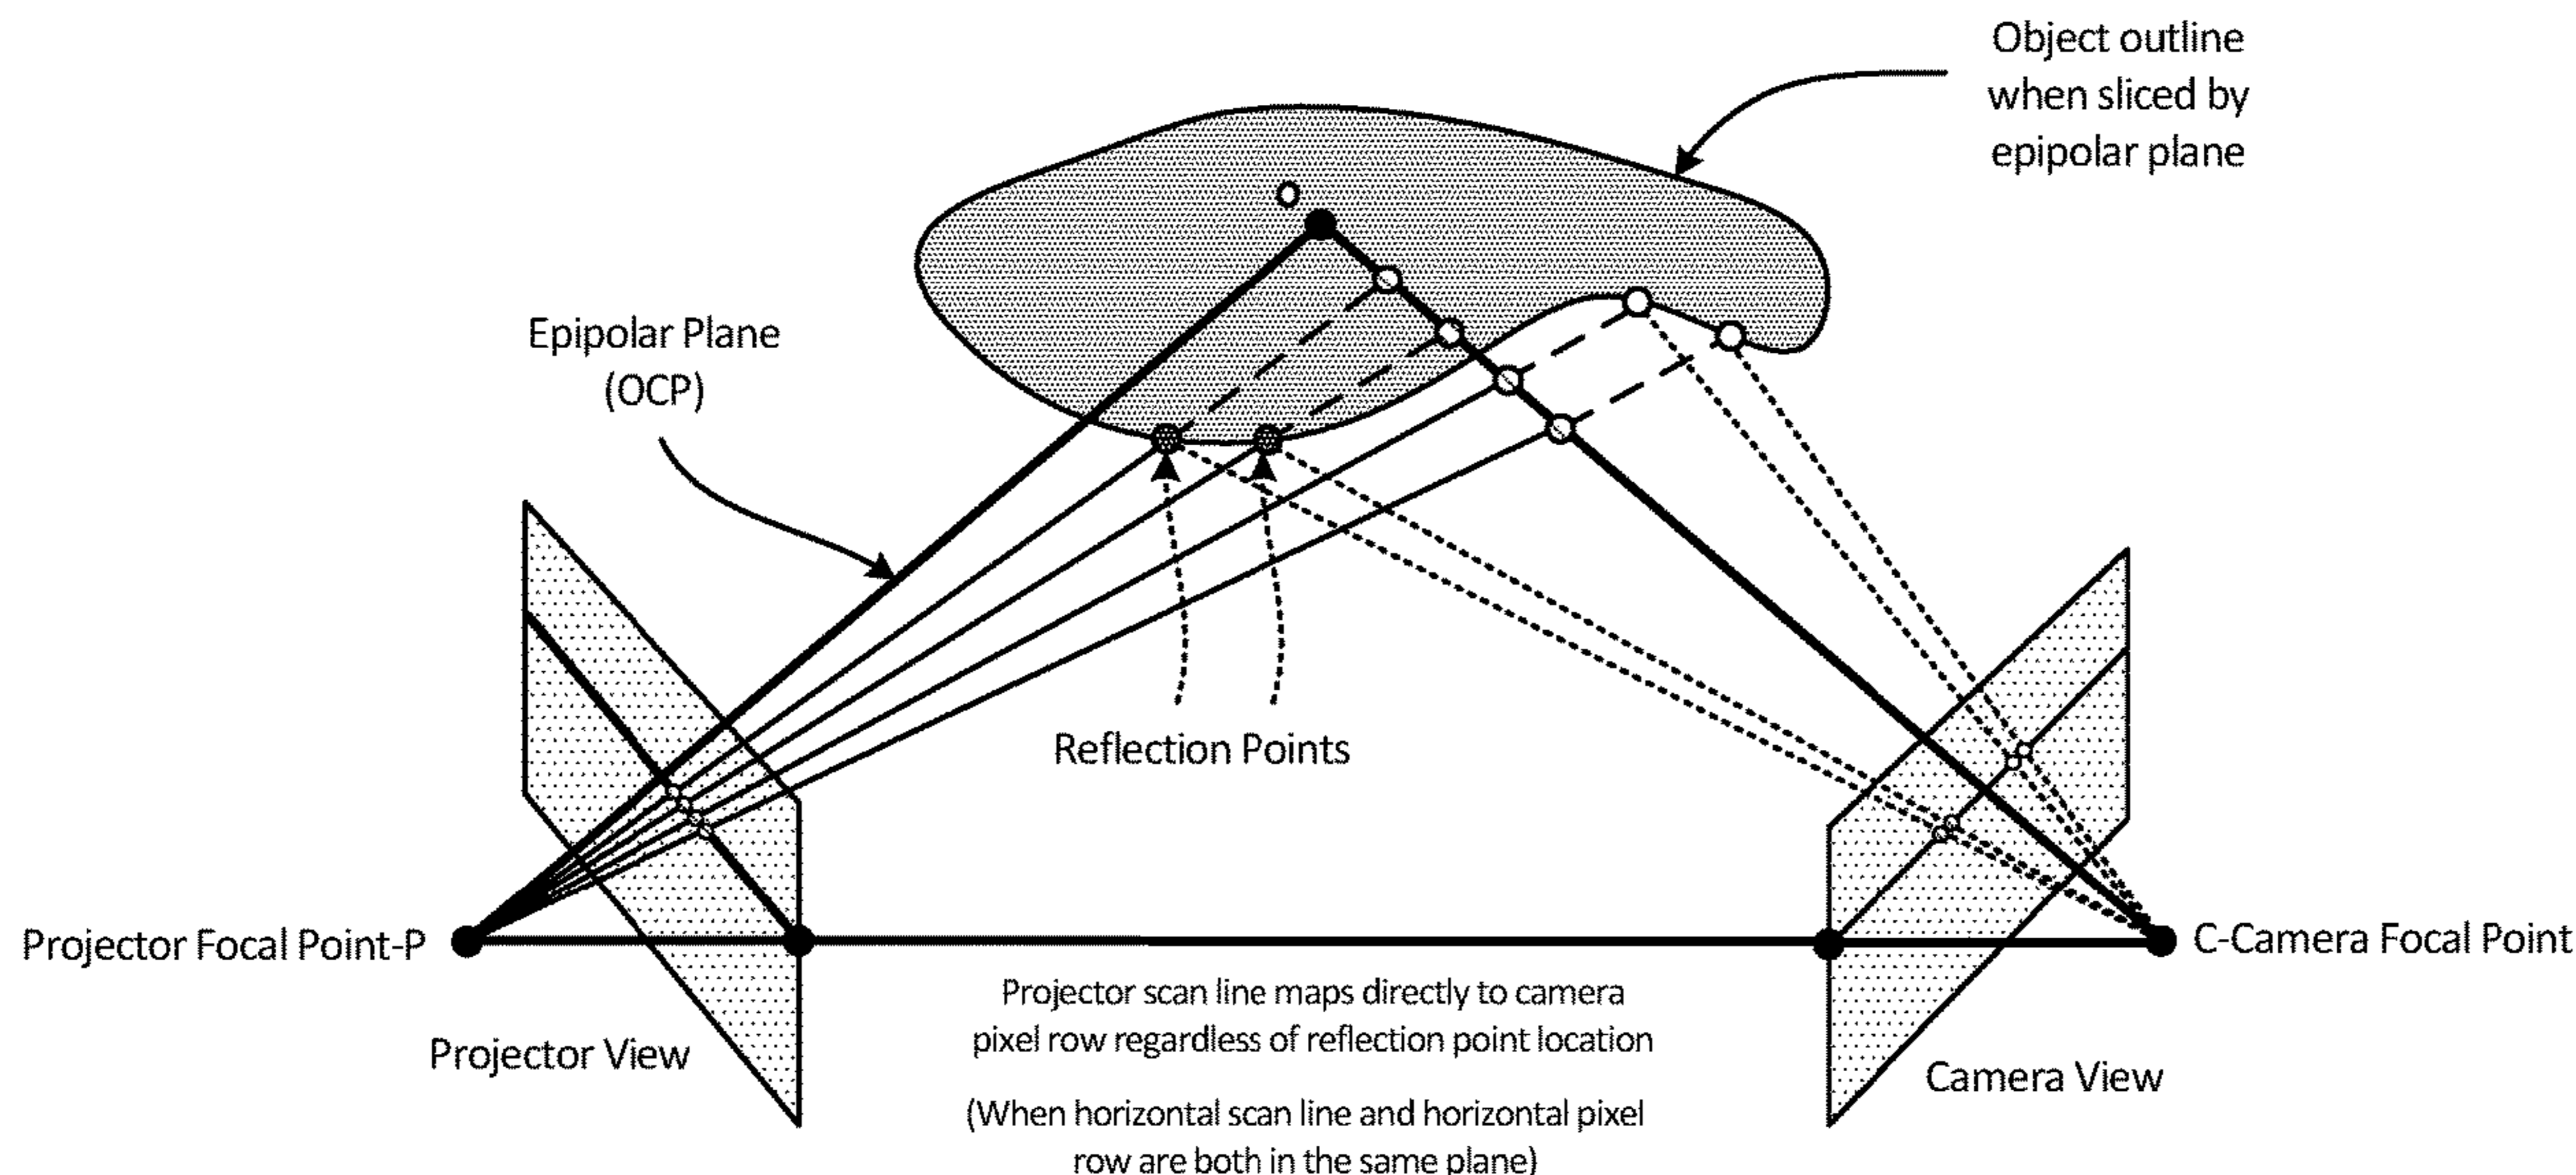 Object outline
when sliced by
epipolar plane
O
Epipolar Plane
(OCP)
Reflection Points
Projector Focal Point-P
C-Camera Focal Point
Projector scan line maps directly to camera
pixel row regardless of reflection point location
Projector View
Camera View
(When horizontal scan line and horizontal pixel
row are both in the same plane)